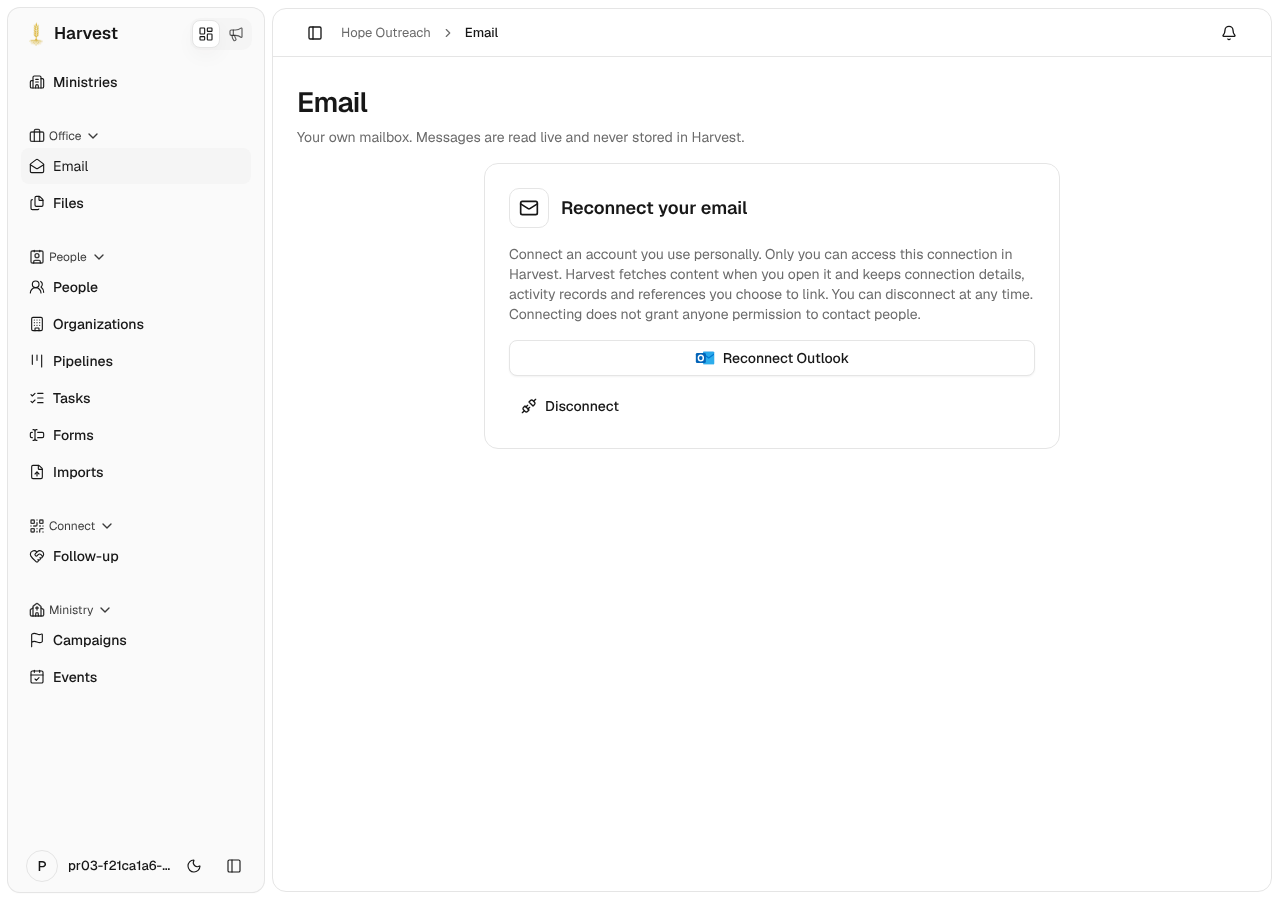 Harvest
Ministries
Office
Email
Files
People
People
Organizations
Pipelines
Tasks
Forms
Imports
Connect
Follow-up
Ministry
Campaigns
Events
P pr03-f21ca1a6-...
Hope Outreach > Email
Email
Your own mailbox. Messages are read live and never stored in Harvest.
Reconnect your email
Connect an account you use personally. Only you can access this connection in
Harvest. Harvest fetches content when you open it and keeps connection details,
activity records and references you choose to link. You can disconnect at any time.
Connecting does not grant anyone permission to contact people.
Reconnect Outlook
Disconnect